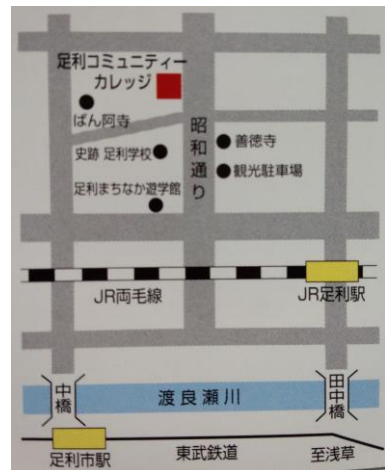 足利コミュニティー
カレッジ
ばん阿寺
昭和通り
善徳寺
史跡 足利学校
観光駐車場
足利まちなか遊学館
JR両毛線
JR足利駅
中橋
渡良瀬川
田中橋
足利市駅
東武鉄道
至浅草